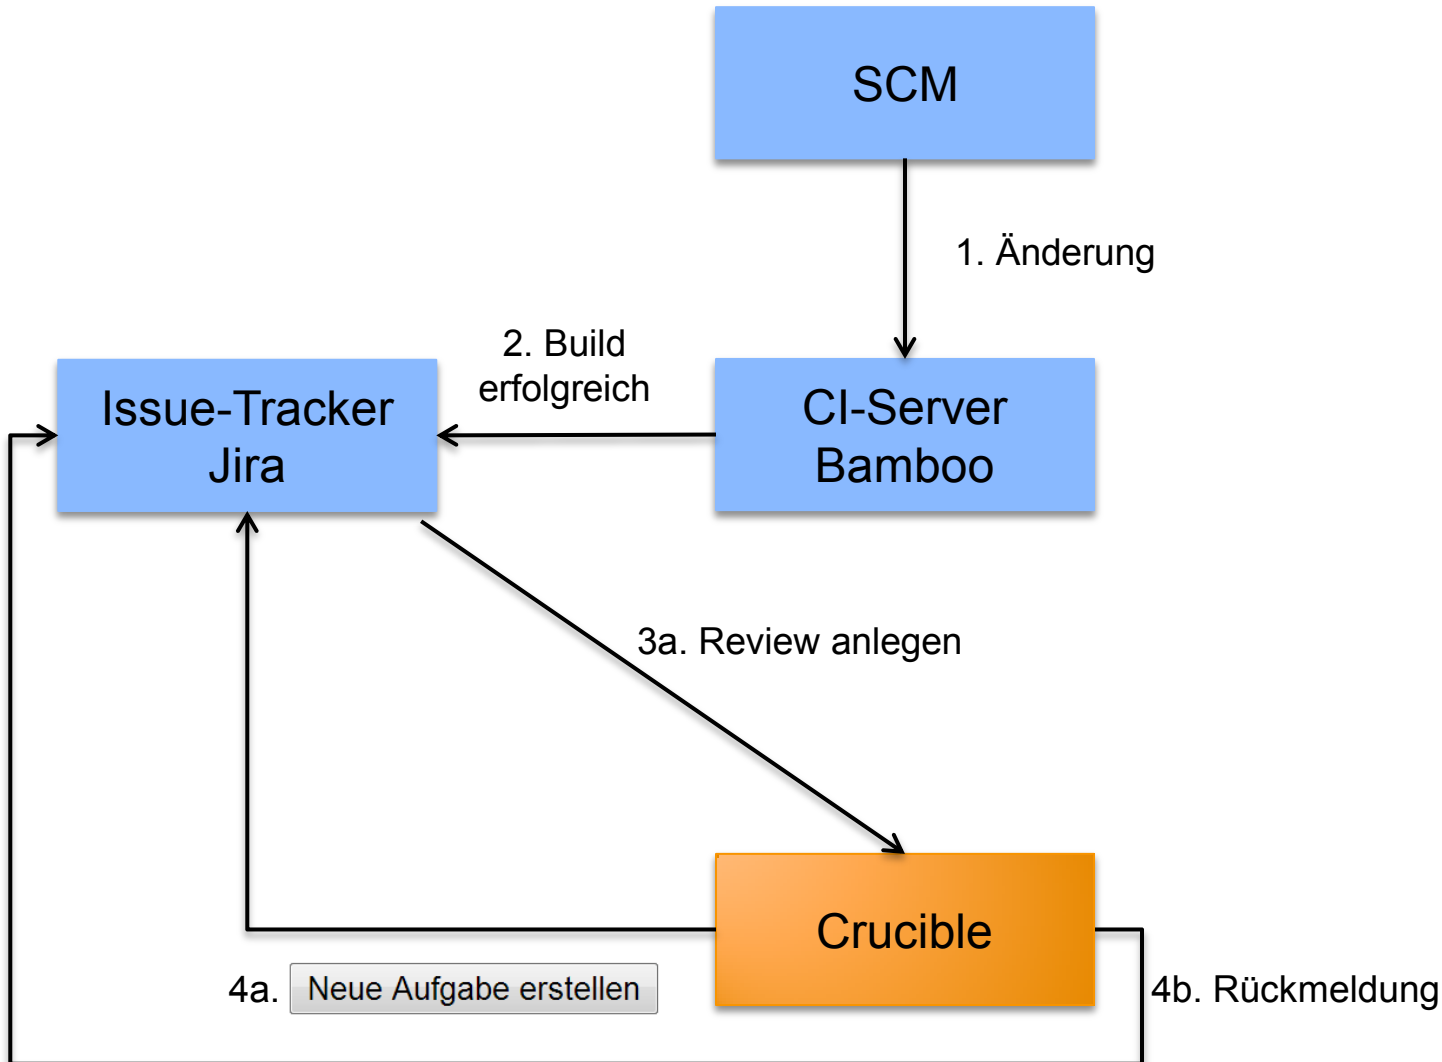 SCM
1. Änderung
2. Build
erfolgreich
Issue-Tracker
Jira
CI-Server
Bamboo
3a. Review anlegen
Crucible
4a. Neue Aufgabe erstellen
4b. Rückmeldung